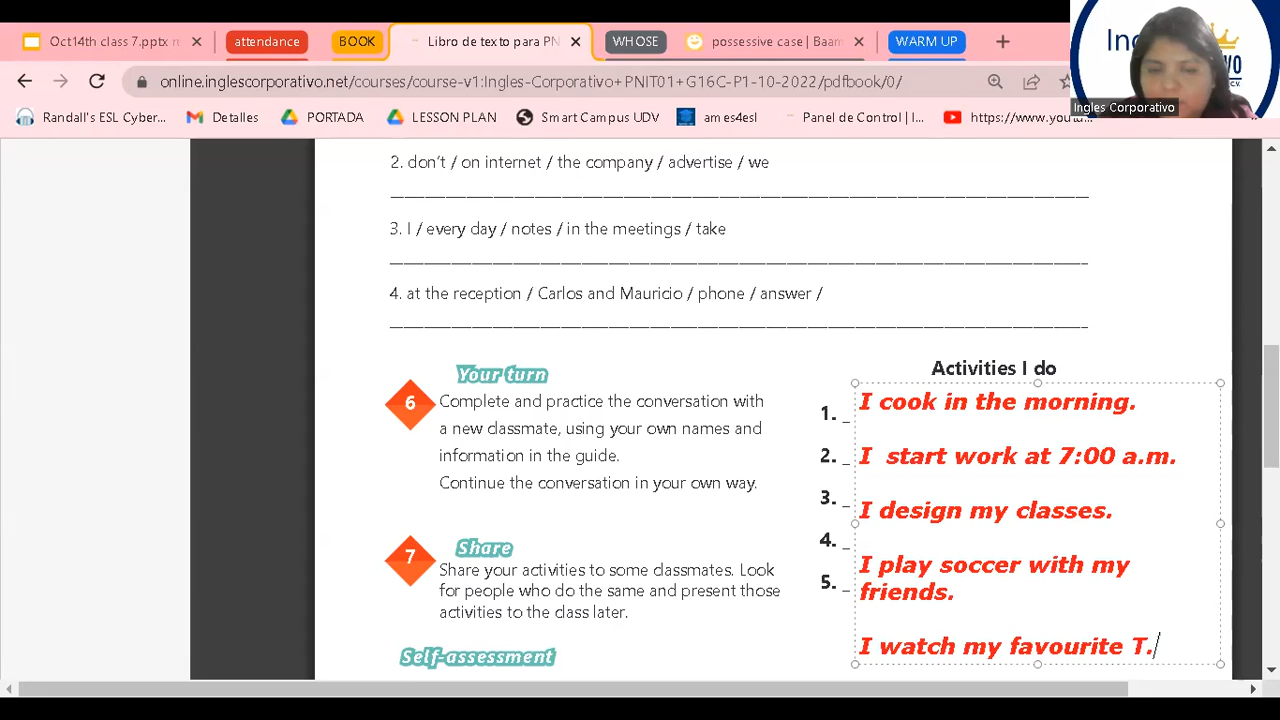 Oct14th class 7.pptx
attendance
BOOK
Libro de texto para PN
WHOSE
possessive case | Baam
WARM UP
online.inglescorporativo.net/courses/course-v1:Ingles-Corporativo+PNIT01+G16C-P1-10-2022/pdfbook/0/
Ingles Corporativo
Randall's ESL Cyber...
Detalles
PORTADA
LESSON PLAN
Smart Campus UDV
ames4esl
Panel de Control | I...
https://www.yout
2. don't / on internet / the company / advertise / we
3. I / every day / notes / in the meetings / take
4. at the reception / Carlos and Mauricio / phone / answer /
Your turn
6
Complete and practice the conversation with
a new classmate, using your own names and
information in the guide.
Continue the conversation in your own way.
7
Share
Share your activities to some classmates. Look
for people who do the same and present those
activities to the class later.
Self-assessment
Activities I do
1. _ I cook in the morning.
2. _ I start work at 7:00 a.m.
3. _ I design my classes.
4. _ I play soccer with my
5. _ friends.
I watch my favourite T.